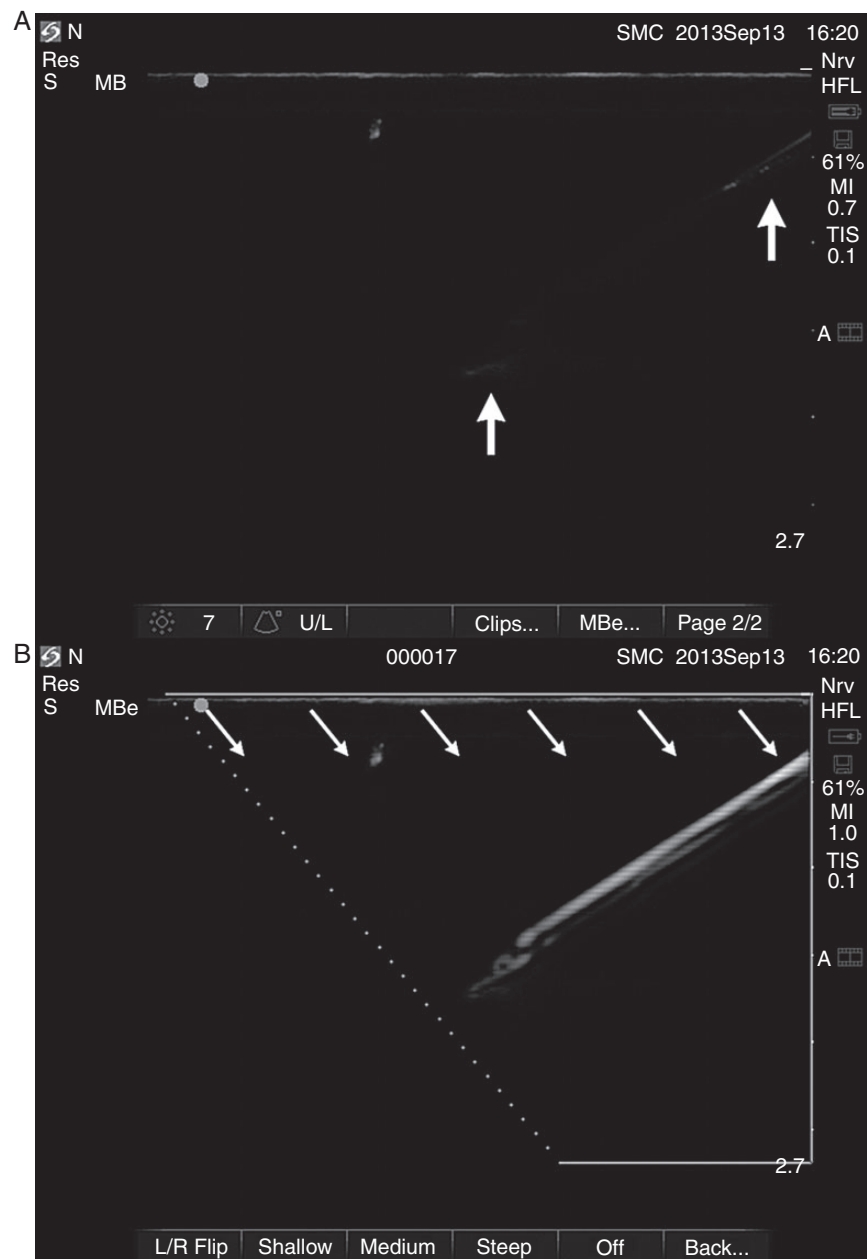 A
N SMC 2013Sep13 16:20
Res Nrv
S MB HFL
61%
MI
0.7
TIS
0.1
A
2.7
7 U/L Clips... MBe... Page 2/2
B
N 000017 SMC 2013Sep13 16:20
Res Nrv
S MBe HFL
61%
MI
1.0
TIS
0.1
A
2.7
L/R Flip Shallow Medium Steep Off Back...